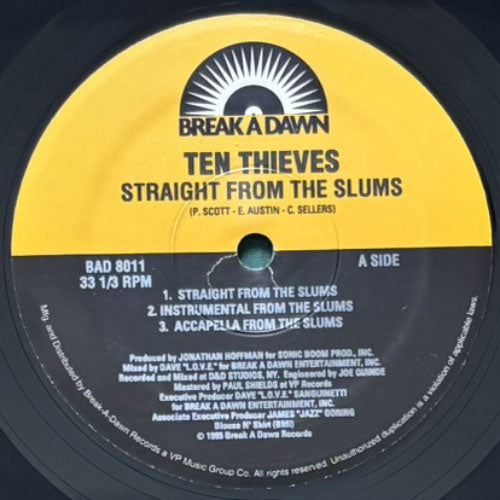 BREAK A DAWN
TEN THIEVES
STRAIGHT FROM THE SLUMS
(P. SCOTT - E. AUSTIN - C. SELLERS)
BAD 8011
33 1/3 RPM
A SIDE
1. STRAIGHT FROM THE SLUMS
2. INSTRUMENTAL FROM THE SLUMS
3. ACCAPELLA FROM THE SLUMS
Produced by JONATHAN HOFFMAN for SONIC BOOM PROD., INC.
Mixed by DAVE "L.O.V.E." for BREAK A DAWN ENTERTAINMENT, INC.
Recorded and Mixed at D&D STUDIOS, NY. Engineered by JOE QUINDE
Mastered by PAUL SHIELDS at VP Records
Executive Producer DAVE "L.O.V.E." SANGUINETTI
for BREAK A DAWN ENTERTAINMENT, INC.
Associate Executive Producer JAMES "JAZZ" GORING
Blouse N' Skirt (BMI)
© 1995 Break A Dawn Records
Mfg. and Distributed by Break-A-Dawn Records a VP Music Group Co. All rights reserved. Unauthorized duplication is a violation of applicable laws.